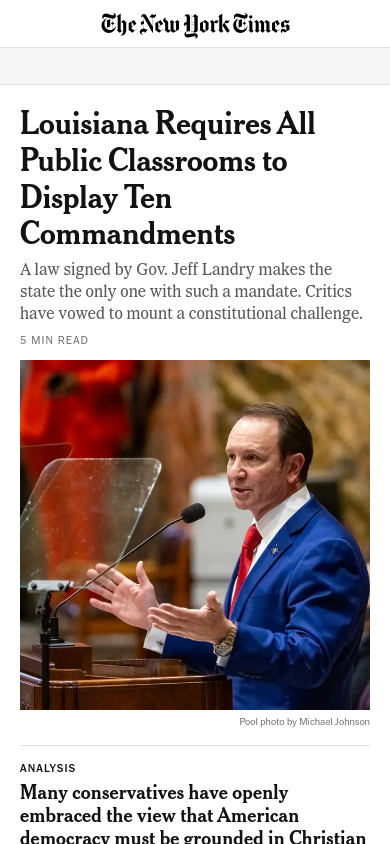 The New York Times
Louisiana Requires All
Public Classrooms to
Display Ten
Commandments
A law signed by Gov. Jeff Landry makes the
state the only one with such a mandate. Critics
have vowed to mount a constitutional challenge.
5 MIN READ
Pool photo by Michael Johnson
ANALYSIS
Many conservatives have openly
embraced the view that American
democracy must be grounded in Christian